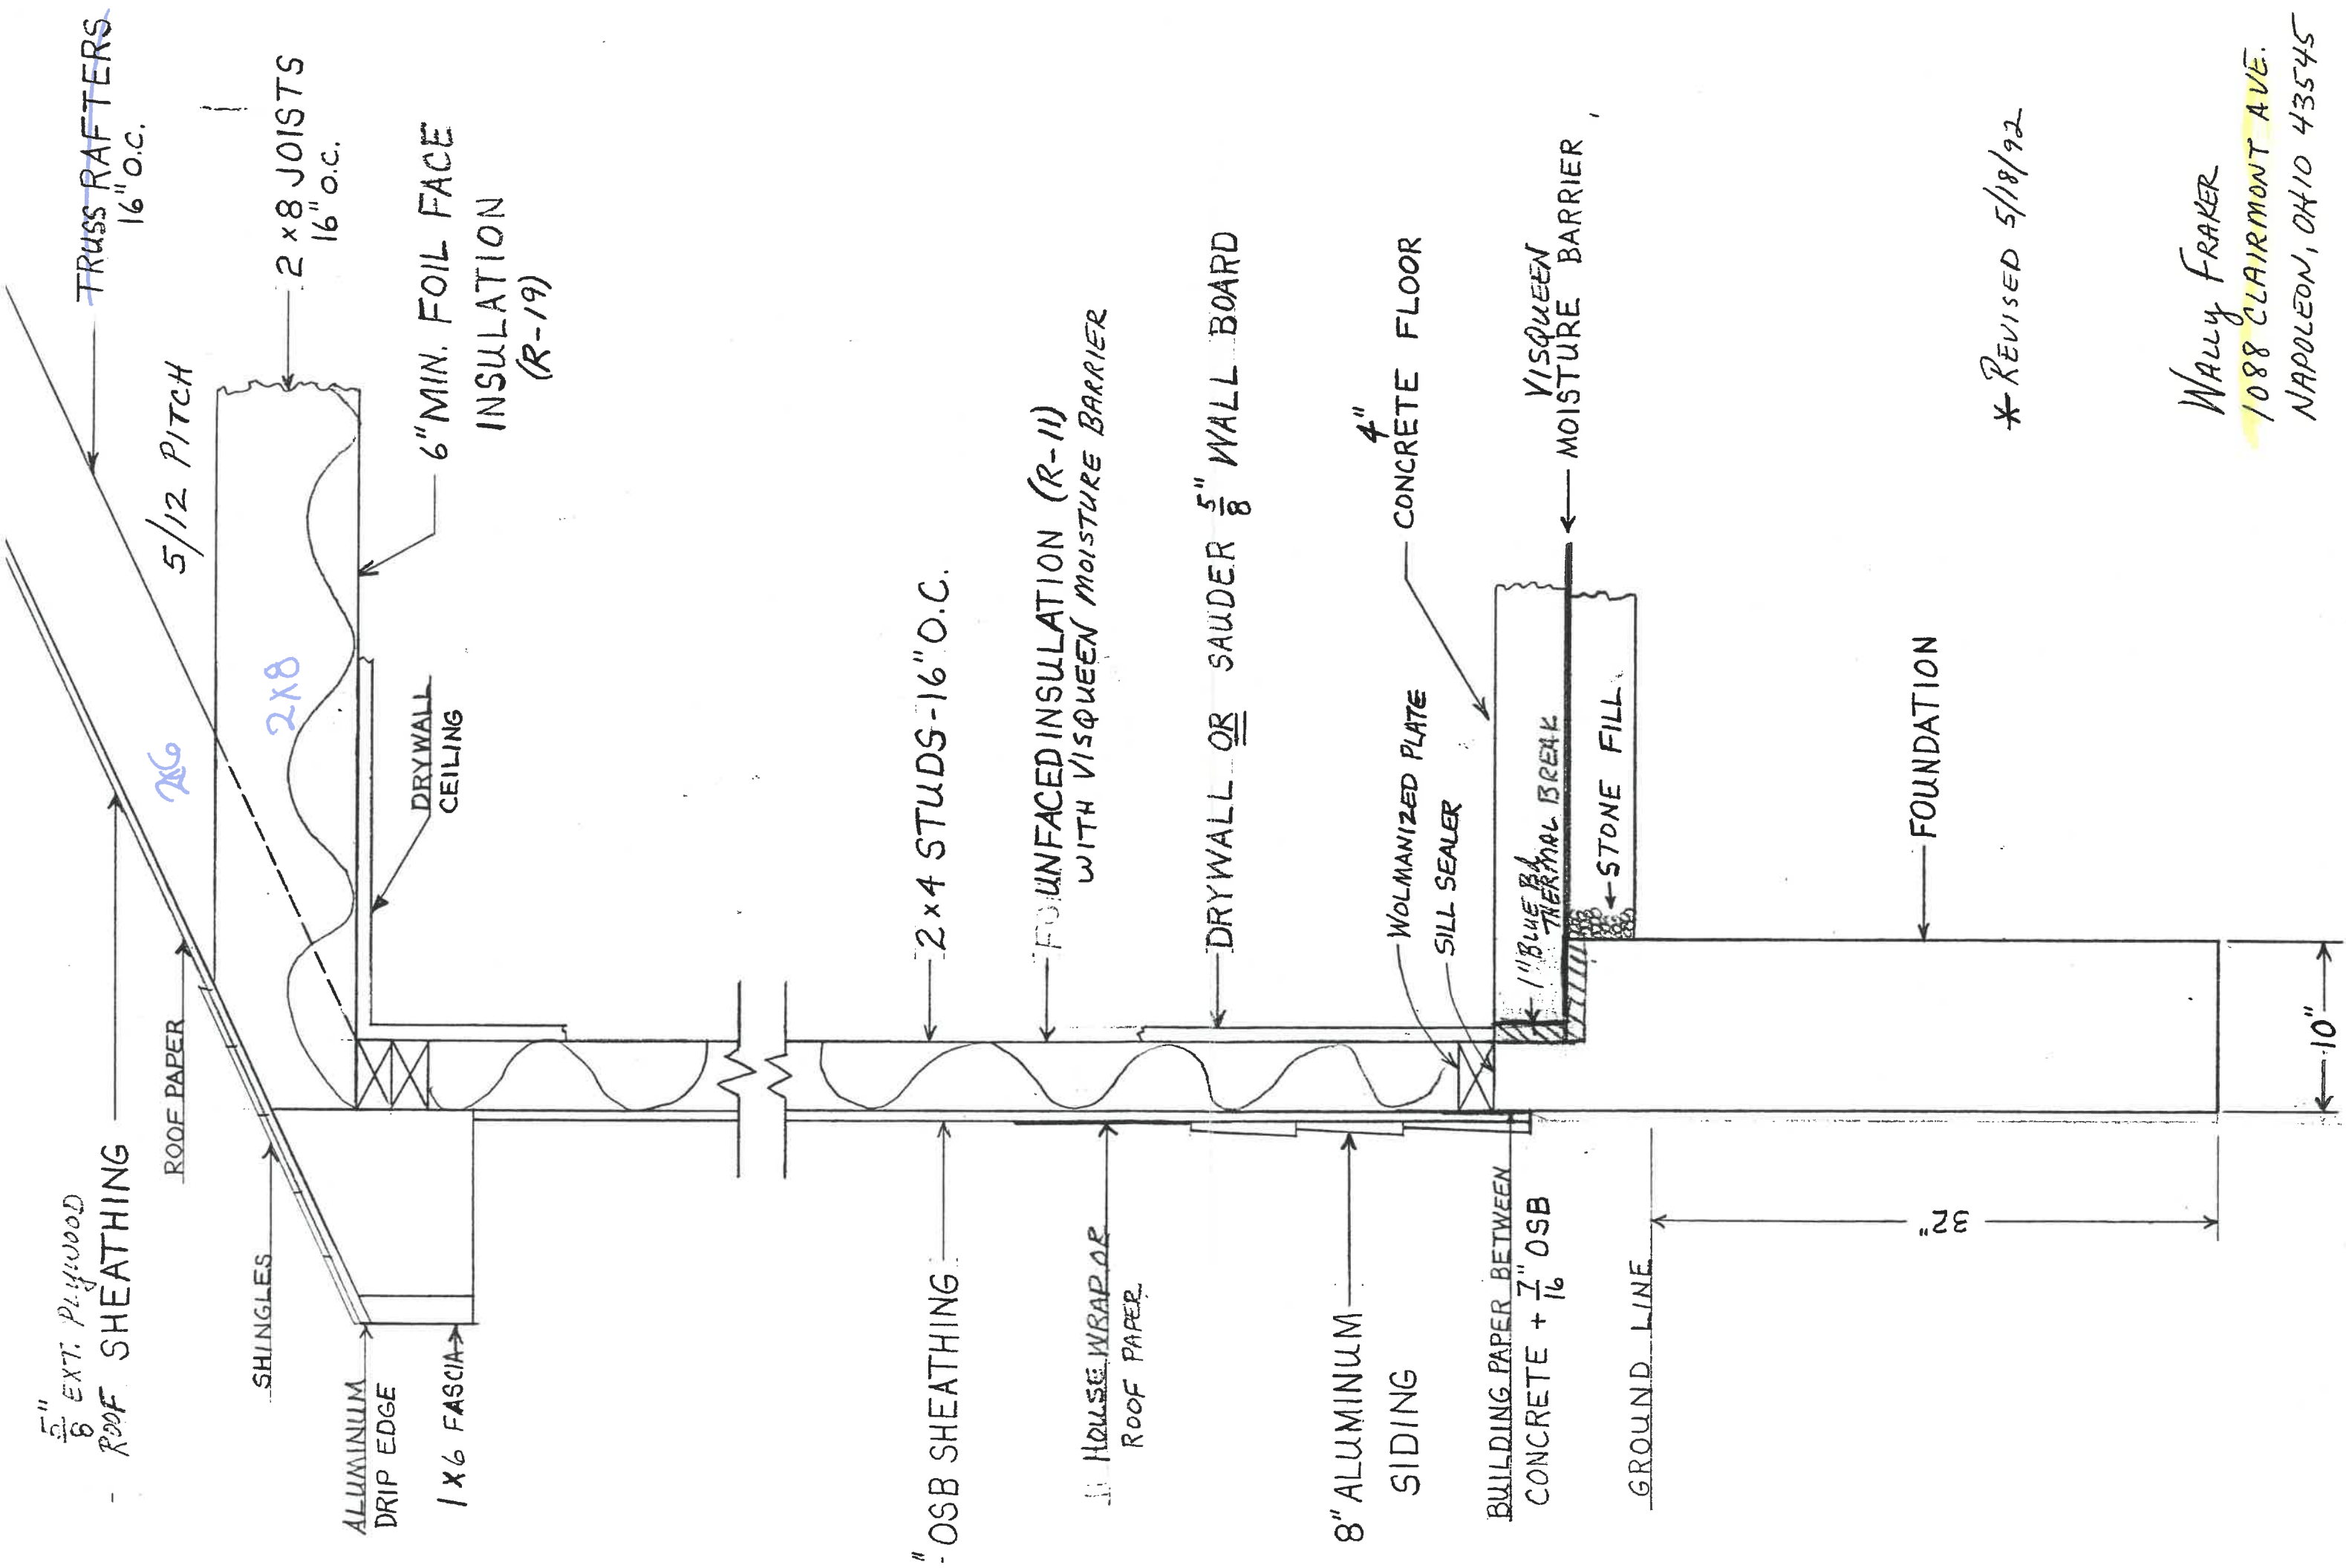 TRUSS RAFTERS
16" O.C.
5/12 PITCH
2 x 8 JOISTS
16" O.C.
6" MIN. FOIL FACE
INSULATION
(R-19)
2x6
2x8
DRYWALL
CEILING
5/8" EXT. PLYWOOD
ROOF SHEATHING
ROOF PAPER
SHINGLES
ALUMINUM
DRIP EDGE
1 x 6 FASCIA
2 x 4 STUDS-16" O.C.
UNFACED INSULATION (R-11)
WITH VISQUEEN MOISTURE BARRIER
DRYWALL OR SAUDER 5/8" WALL BOARD
OSB SHEATHING
HOUSE WRAP OR
ROOF PAPER
8" ALUMINUM
SIDING
4"
CONCRETE FLOOR
WOLMANIZED PLATE
SILL SEALER
VISQUEEN
MOISTURE BARRIER
1" BLUE
THERMAL BREAK
STONE FILL
BUILDING PAPER BETWEEN
CONCRETE + 7/16" OSB
GROUND LINE
32"
FOUNDATION
10"
* REVISED 5/18/92
WALLY FRAKER
1088 CLAIRMONT AVE.
NAPOLEON, OHIO 43545